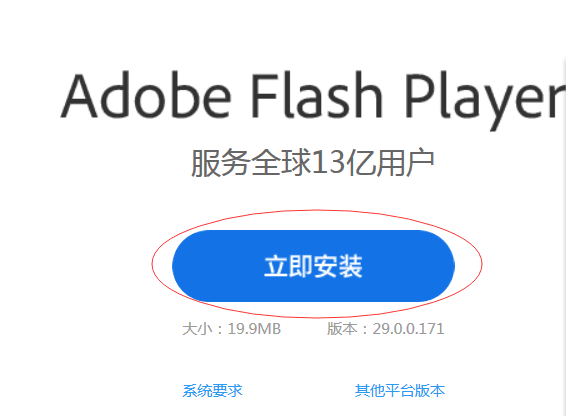 Adobe Flash Player
服务全球13亿用户
立即安装
大小：19.9MB 版本：29.0.0.171
系统要求 其他平台版本